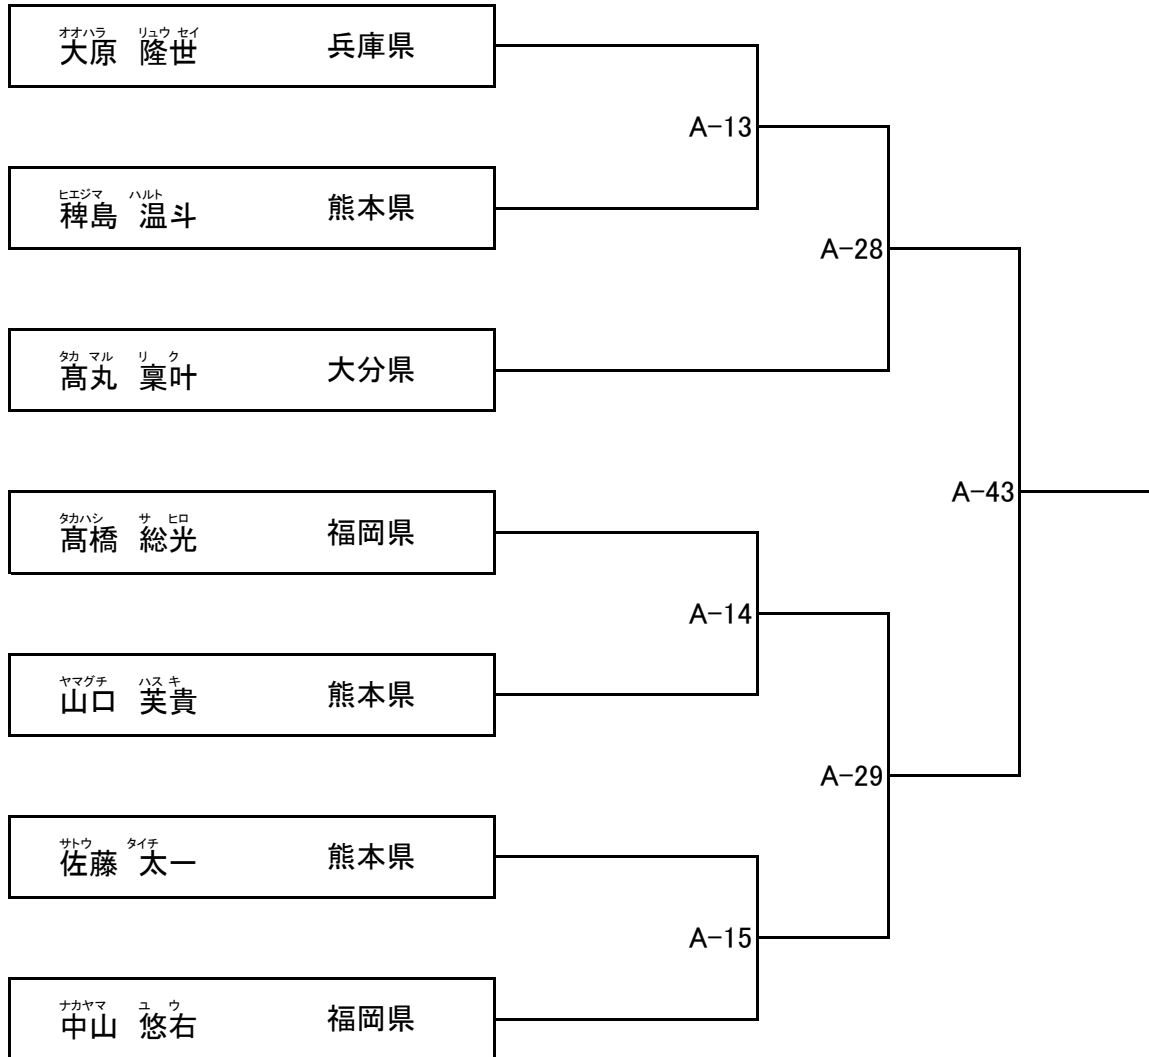 オオハラ リュウ セイ
大原 隆世 兵庫県
A-13
ヒエジマ ハルト
稗島 温斗 熊本県
A-28
タカ マル リ ク
髙丸 稟叶 大分県
A-43
タカハシ サ ヒロ
髙橋 総光 福岡県
A-14
ヤマグチ ハス キ
山口 芙貴 熊本県
A-29
サトウ タイチ
佐藤 太一 熊本県
A-15
ナカヤマ ユ ウ
中山 悠右 福岡県